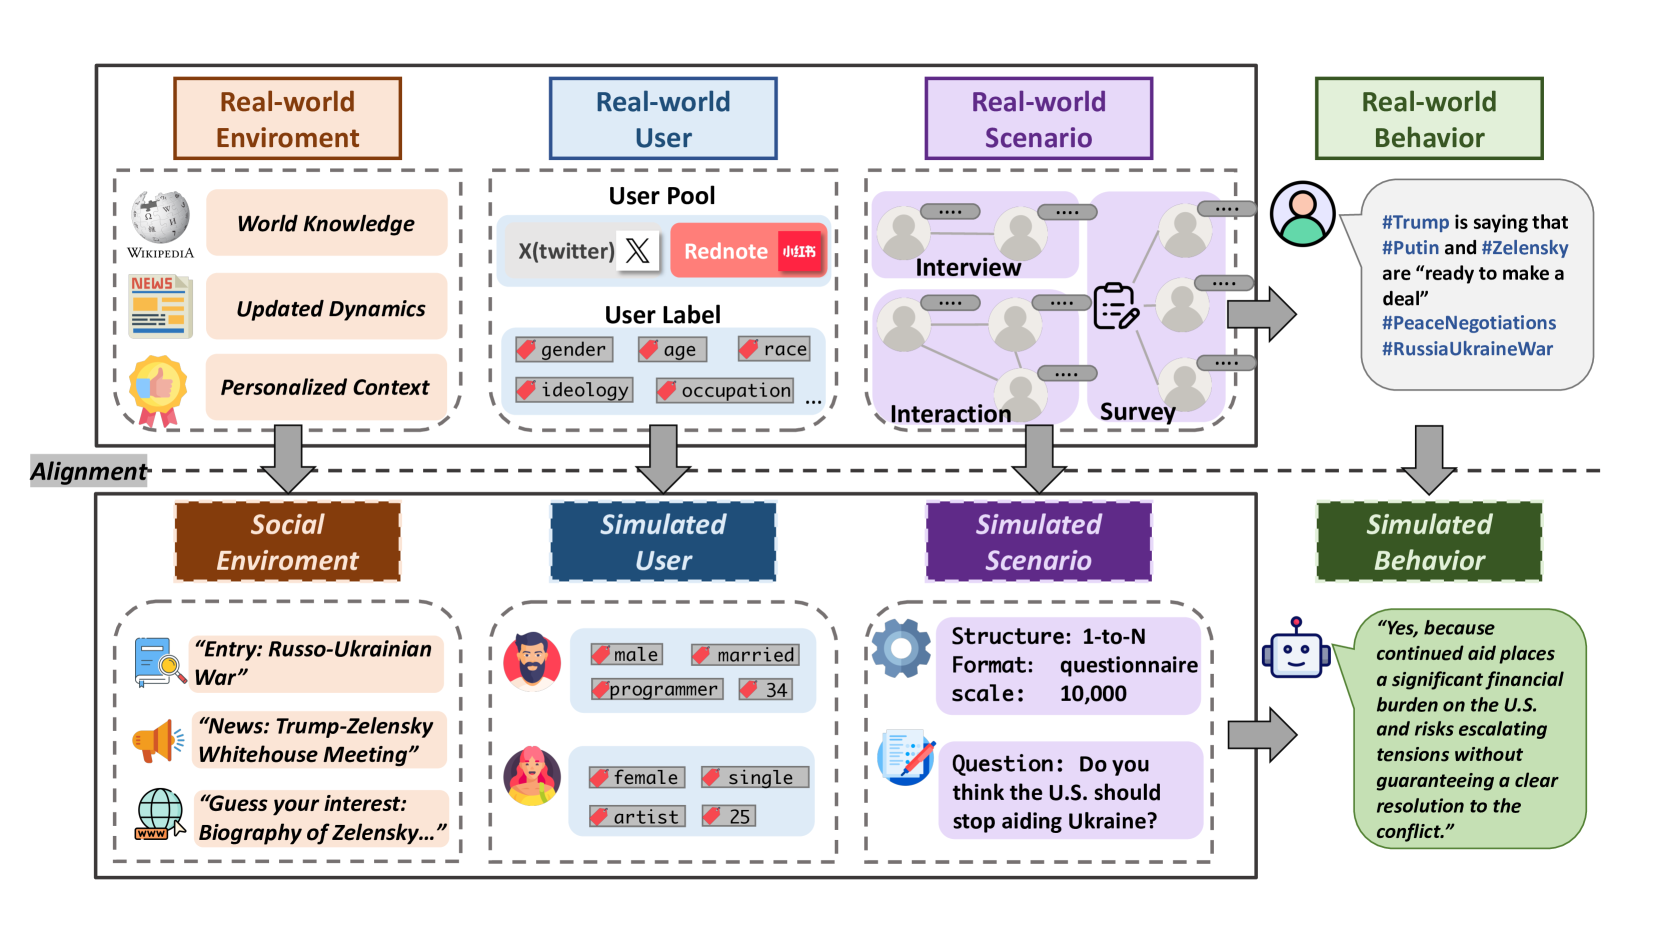 Real-world
Enviroment
Real-world
User
Real-world
Scenario
Real-world
Behavior
WIKIPEDIA
World Knowledge
NEWS
Updated Dynamics
Personalized Context
User Pool
X(twitter)
Rednote
小红书
User Label
gender
age
race
ideology
occupation
...
Interview
Interaction
Survey
#Trump is saying that
#Putin and #Zelensky
are “ready to make a
deal”
#PeaceNegotiations
#RussiaUkraineWar
Alignment
Social
Enviroment
Simulated
User
Simulated
Scenario
Simulated
Behavior
“Entry: Russo-Ukrainian
War”
“News: Trump-Zelensky
Whitehouse Meeting”
www
“Guess your interest:
Biography of Zelensky...”
male
married
programmer
34
female
single
artist
25
Structure: 1-to-N
Format: questionnaire
scale: 10,000
Question: Do you
think the U.S. should
stop aiding Ukraine?
“Yes, because
continued aid places
a significant financial
burden on the U.S.
and risks escalating
tensions without
guaranteeing a clear
resolution to the
conflict.”